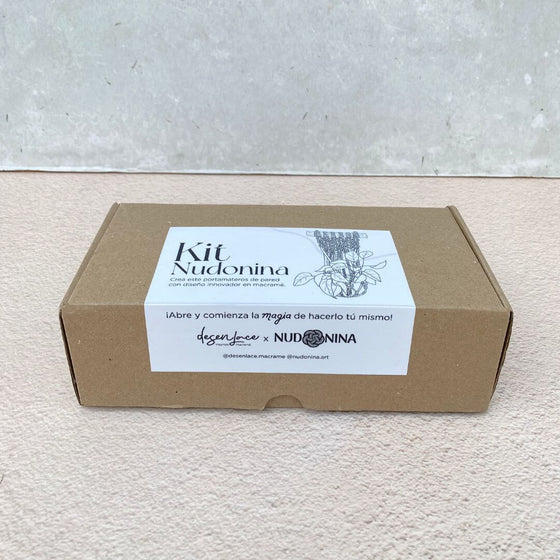 Kit
Nudonina
Crea este portamateros de pared
con diseño innovador en macramé.
¡Abre y comienza la magia de hacerlo tú mismo!
desenlace x NUDONINA
@desenlace.macrame @nudonina.art